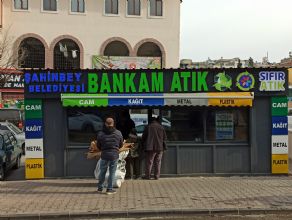 ŞAHİNBEY
BELEDİYESİ
BANKAM ATIK
SIFIR
ATIK
CAM
KAĞIT
METAL
PLASTİK
CAM
KAĞIT
METAL
PLASTİK
CAM
KAĞIT
METAL
PLASTİK